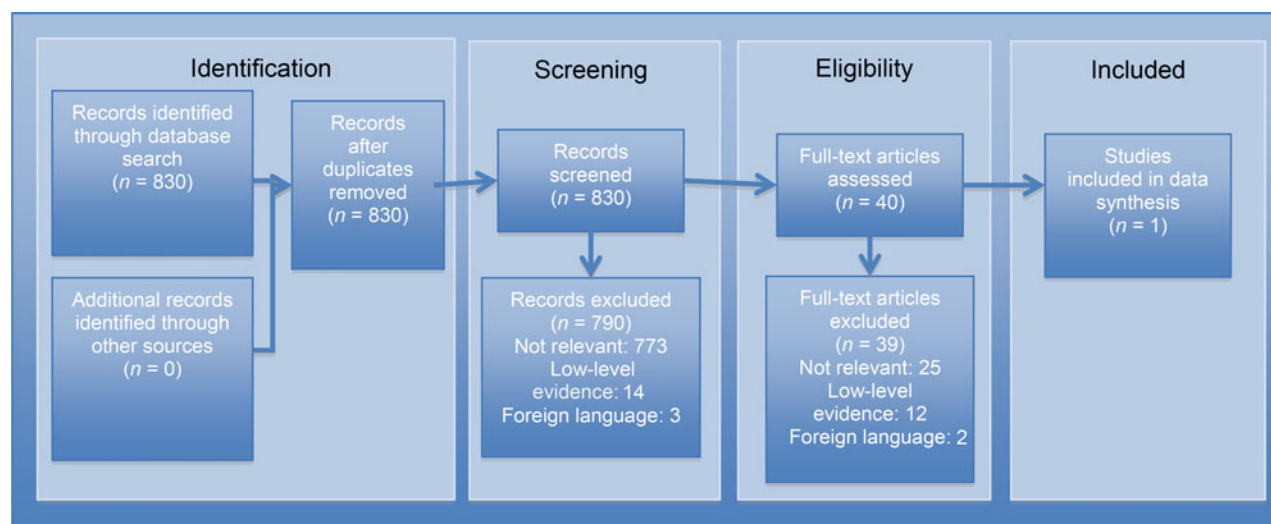 Identification
Records identified
through database
search
(n = 830)
Records
after
duplicates
removed
(n = 830)
Additional records
identified through
other sources
(n = 0)
Screening
Records
screened
(n = 830)
Records excluded
(n = 790)
Not relevant: 773
Low-level
evidence: 14
Foreign language: 3
Eligibility
Full-text articles
assessed
(n = 40)
Full-text articles
excluded
(n = 39)
Not relevant: 25
Low-level
evidence: 12
Foreign language: 2
Included
Studies
included in data
synthesis
(n = 1)